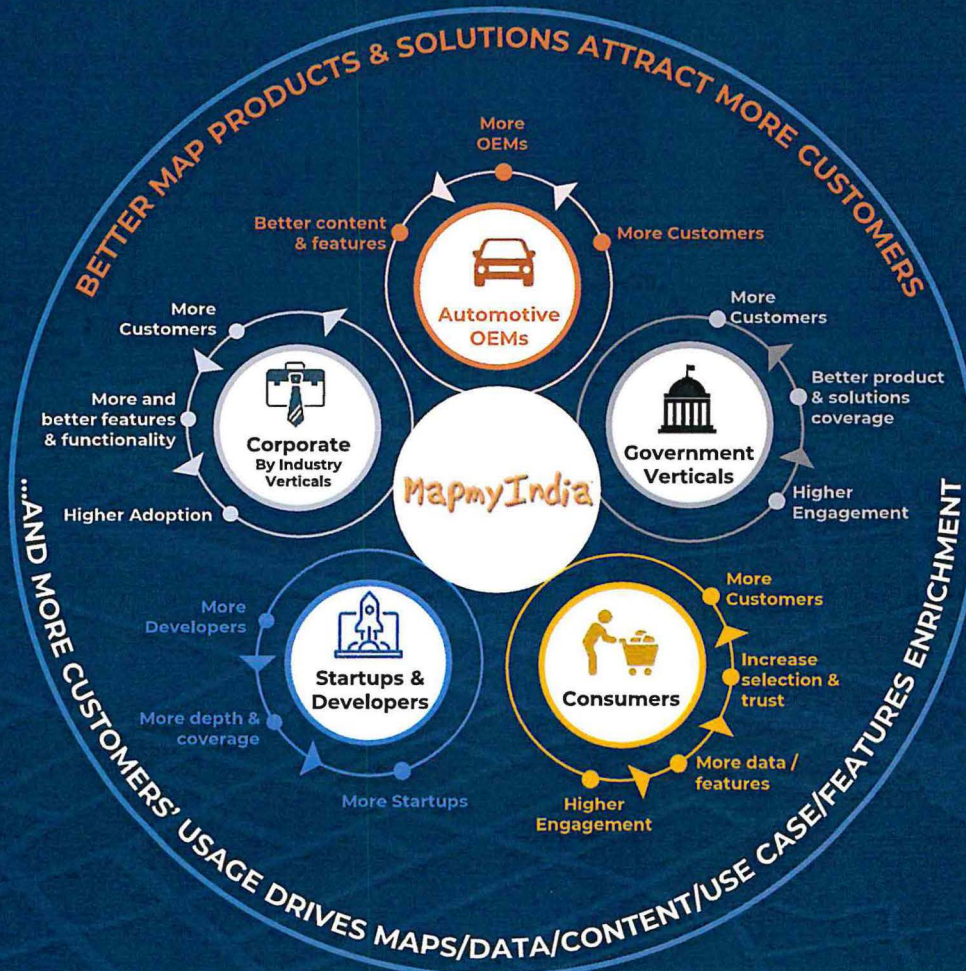 BETTER MAP PRODUCTS & SOLUTIONS ATTRACT MORE CUSTOMERS
More
OEMs
Better content
& features
More Customers
Automotive
OEMs
More
Customers
More and
better features
& functionality
Higher Adoption
Corporate
By Industry
Verticals
More
Customers
Better product
& solutions
coverage
Higher
Engagement
Government
Verticals
MapmyIndia
More
Developers
More depth &
coverage
More Startups
Startups &
Developers
More
Customers
Increase
selection &
trust
More data /
features
Higher
Engagement
Consumers
...AND MORE CUSTOMERS' USAGE DRIVES MAPS/DATA/CONTENT/USE CASE/FEATURES ENRICHMENT